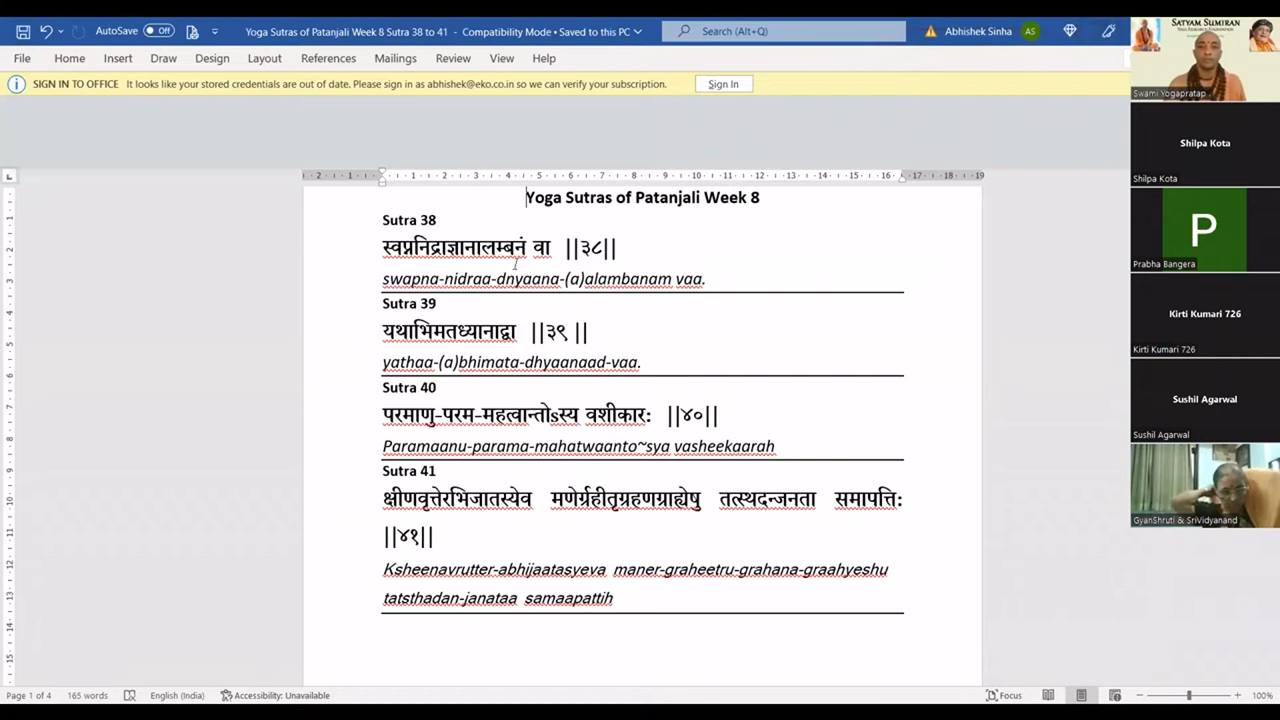 AutoSave Off
Yoga Sutras of Patanjali Week 8 Sutra 38 to 41 - Compatibility Mode • Saved to this PC
Search (Alt+Q)
Abhishek Sinha AS
File Home Insert Draw Design Layout References Mailings Review View Help
SIGN IN TO OFFICE It looks like your stored credentials are out of date. Please sign in as abhishek@eko.co.in so we can verify your subscription. Sign In
Yoga Sutras of Patanjali Week 8
Sutra 38
स्वप्ननिद्राज्ञानालम्बनं वा ||३८||
swapna-nidraa-dnyaana-(a)alambanam vaa.
Sutra 39
यथाभिमतध्यानाद्वा ||३९ ||
yathaa-(a)bhimata-dhyaanaad-vaa.
Sutra 40
परमाणु-परम-महत्वान्तोsस्य वशीकार: ||४०||
Paramaanu-parama-mahatwaanto~sya vasheekaarah
Sutra 41
क्षीणवृत्तेरभिजातस्येव मणेर्ग्रहीतृग्रहणग्राह्येषु तत्स्थदन्जनता समापत्ति:
||४१||
Ksheenavrutter-abhijaatasyeva maner-graheetru-grahana-graahyeshu
tatsthadan-janataa samaapattih
Page 1 of 4 165 words English (India) Accessibility: Unavailable Focus 100%
SATYAM SUMIRAN
YOGA RESEARCH FOUNDATION
Swami Yogapratap
Shilpa Kota
Shilpa Kota
P
Prabha Bangera
Kirti Kumari 726
Kirti Kumari 726
Sushil Agarwal
Sushil Agarwal
GyanShruti & SriVidyanand